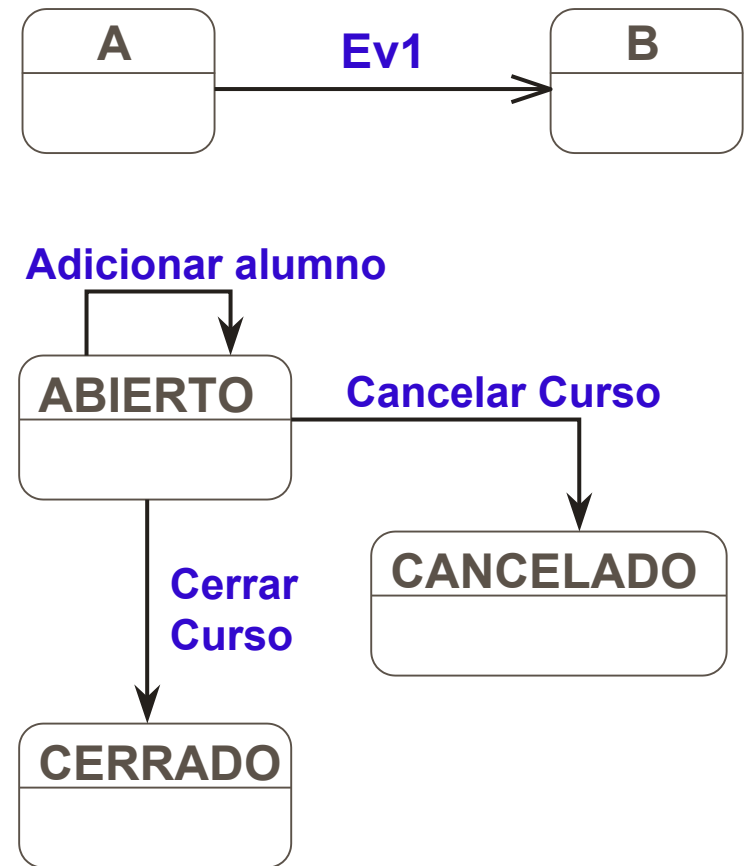 A
Ev1
B
Adicionar alumno
ABIERTO
Cancelar Curso
CANCELADO
Cerrar
Curso
CERRADO